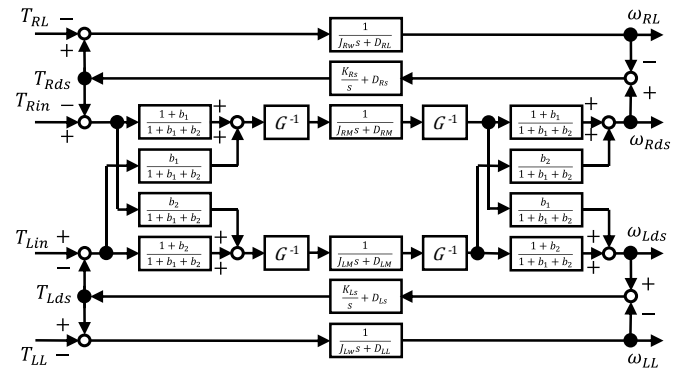 T_RL − + 1 / (J_Rw s + D_RL) ω_RL
T_Rds K_Rs / s + D_Rs − +
T_Rin − + 1 + b_1 / 1 + b_1 + b_2 + + G^-1 1 / (J_RM s + D_RM) G^-1 1 + b_1 / 1 + b_1 + b_2 + + ω_Rds
b_1 / 1 + b_1 + b_2 b_2 / 1 + b_1 + b_2
b_2 / 1 + b_1 + b_2 b_1 / 1 + b_1 + b_2
T_Lin + − 1 + b_2 / 1 + b_1 + b_2 + + G^-1 1 / (J_LM s + D_LM) G^-1 1 + b_2 / 1 + b_1 + b_2 + + ω_Lds
T_Lds K_Ls / s + D_Ls + −
T_LL + − 1 / (J_Lw s + D_LL) ω_LL